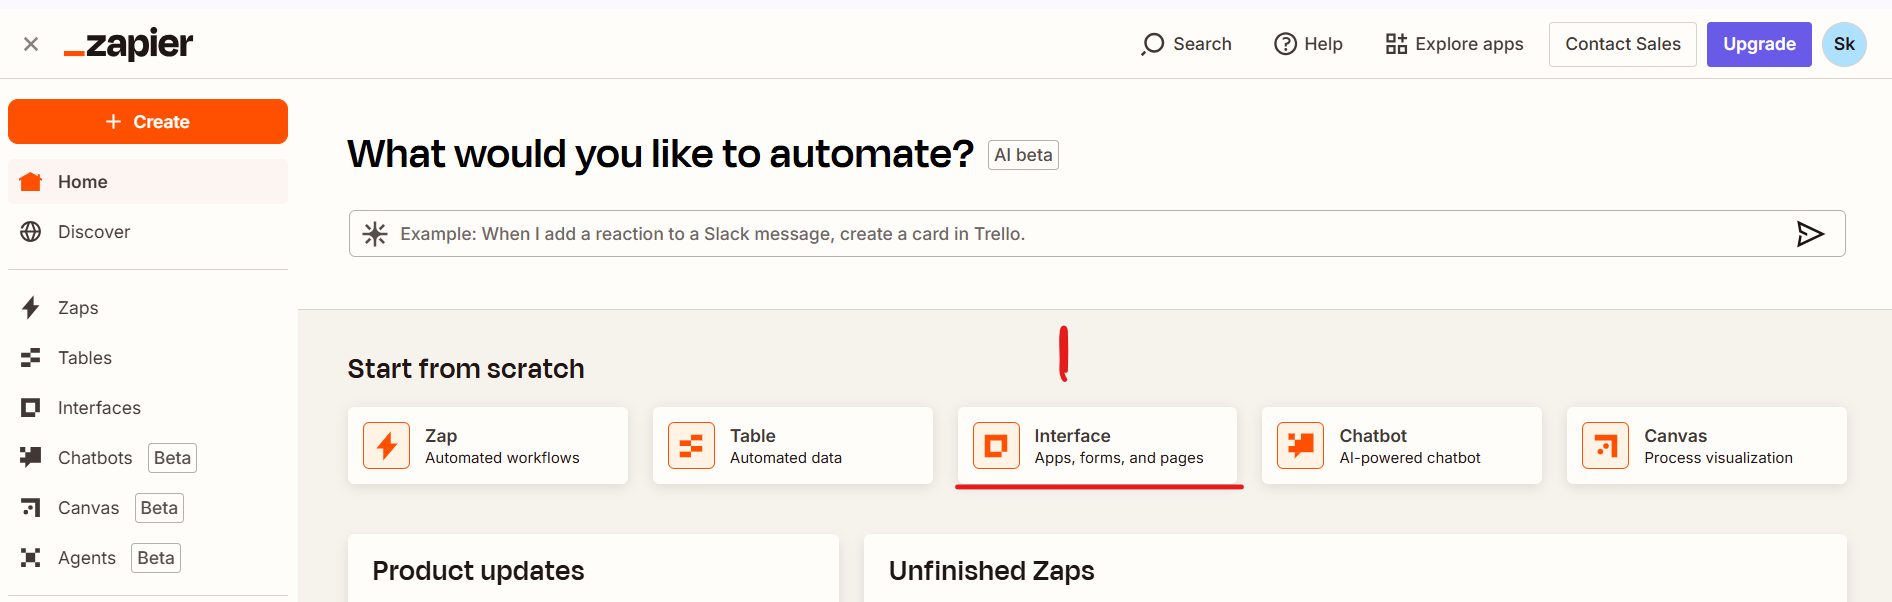 zapier
Search
Help
Explore apps
Contact Sales
Upgrade
Sk
Create
Home
Discover
Zaps
Tables
Interfaces
Chatbots Beta
Canvas Beta
Agents Beta
What would you like to automate? AI beta
Example: When I add a reaction to a Slack message, create a card in Trello.
Start from scratch
Zap
Automated workflows
Table
Automated data
Interface
Apps, forms, and pages
Chatbot
AI-powered chatbot
Canvas
Process visualization
Product updates
Unfinished Zaps